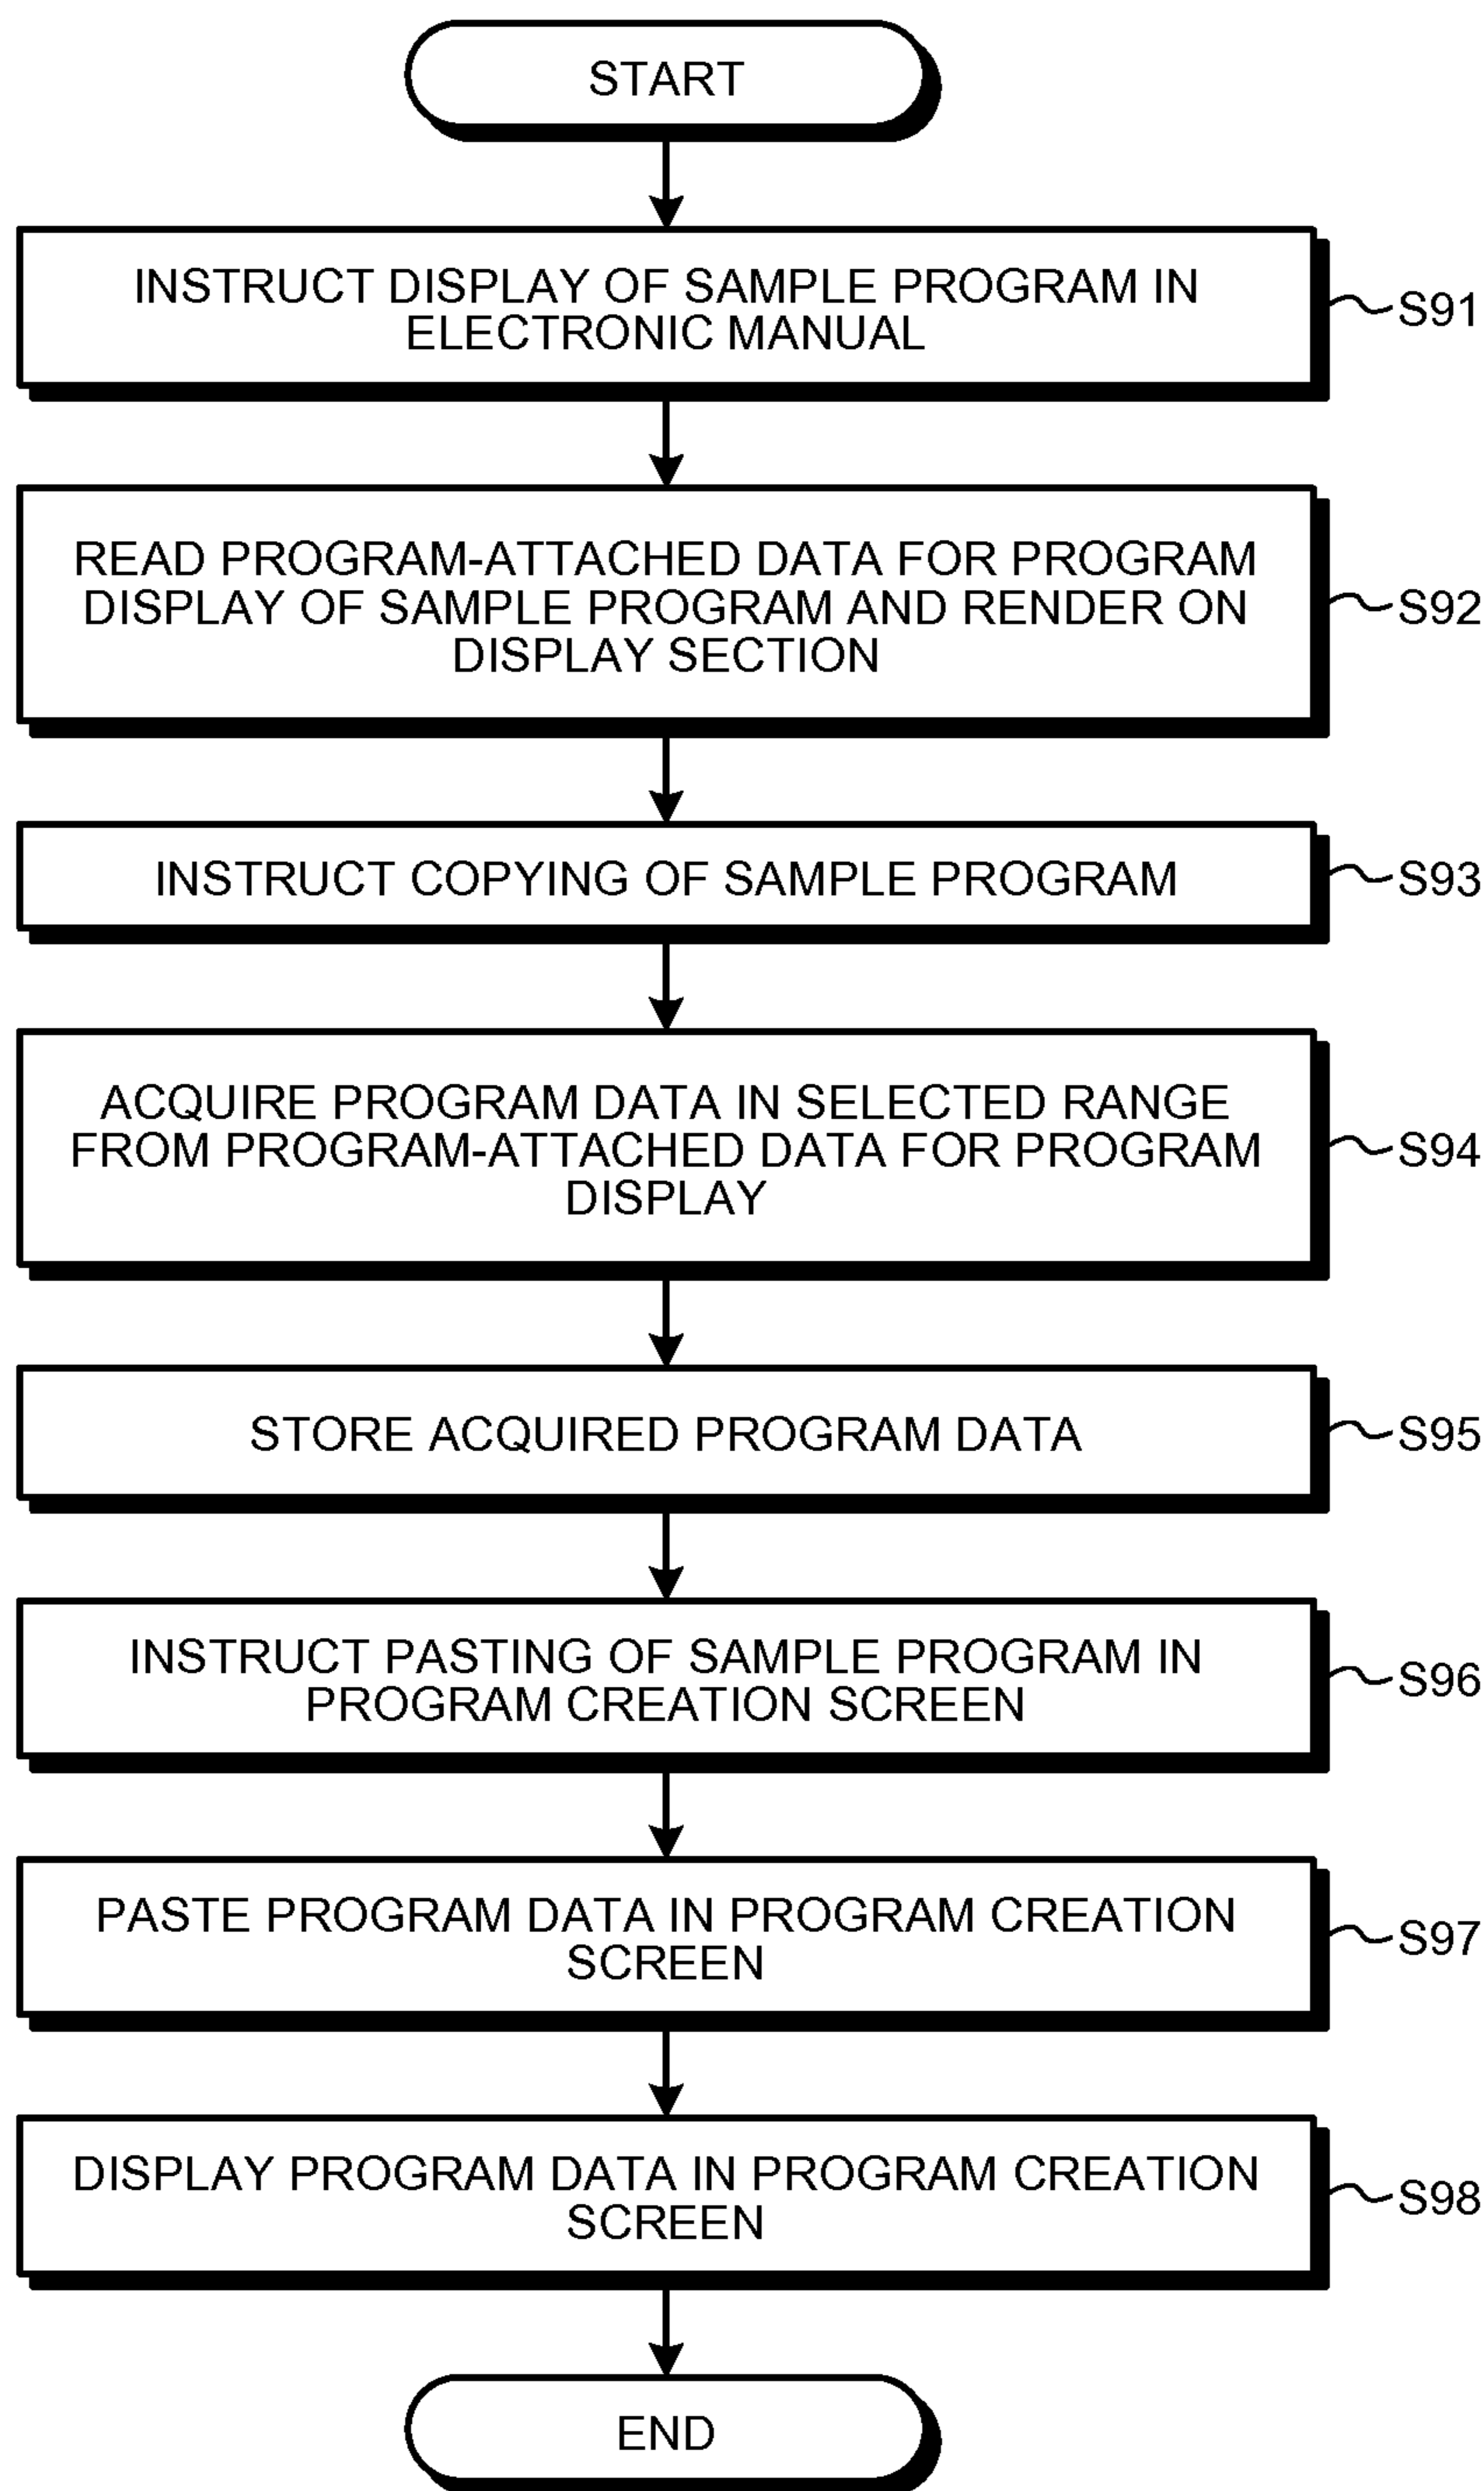 START
INSTRUCT DISPLAY OF SAMPLE PROGRAM IN
ELECTRONIC MANUAL
S91
READ PROGRAM-ATTACHED DATA FOR PROGRAM
DISPLAY OF SAMPLE PROGRAM AND RENDER ON
DISPLAY SECTION
S92
INSTRUCT COPYING OF SAMPLE PROGRAM
S93
ACQUIRE PROGRAM DATA IN SELECTED RANGE
FROM PROGRAM-ATTACHED DATA FOR PROGRAM
DISPLAY
S94
STORE ACQUIRED PROGRAM DATA
S95
INSTRUCT PASTING OF SAMPLE PROGRAM IN
PROGRAM CREATION SCREEN
S96
PASTE PROGRAM DATA IN PROGRAM CREATION
SCREEN
S97
DISPLAY PROGRAM DATA IN PROGRAM CREATION
SCREEN
S98
END